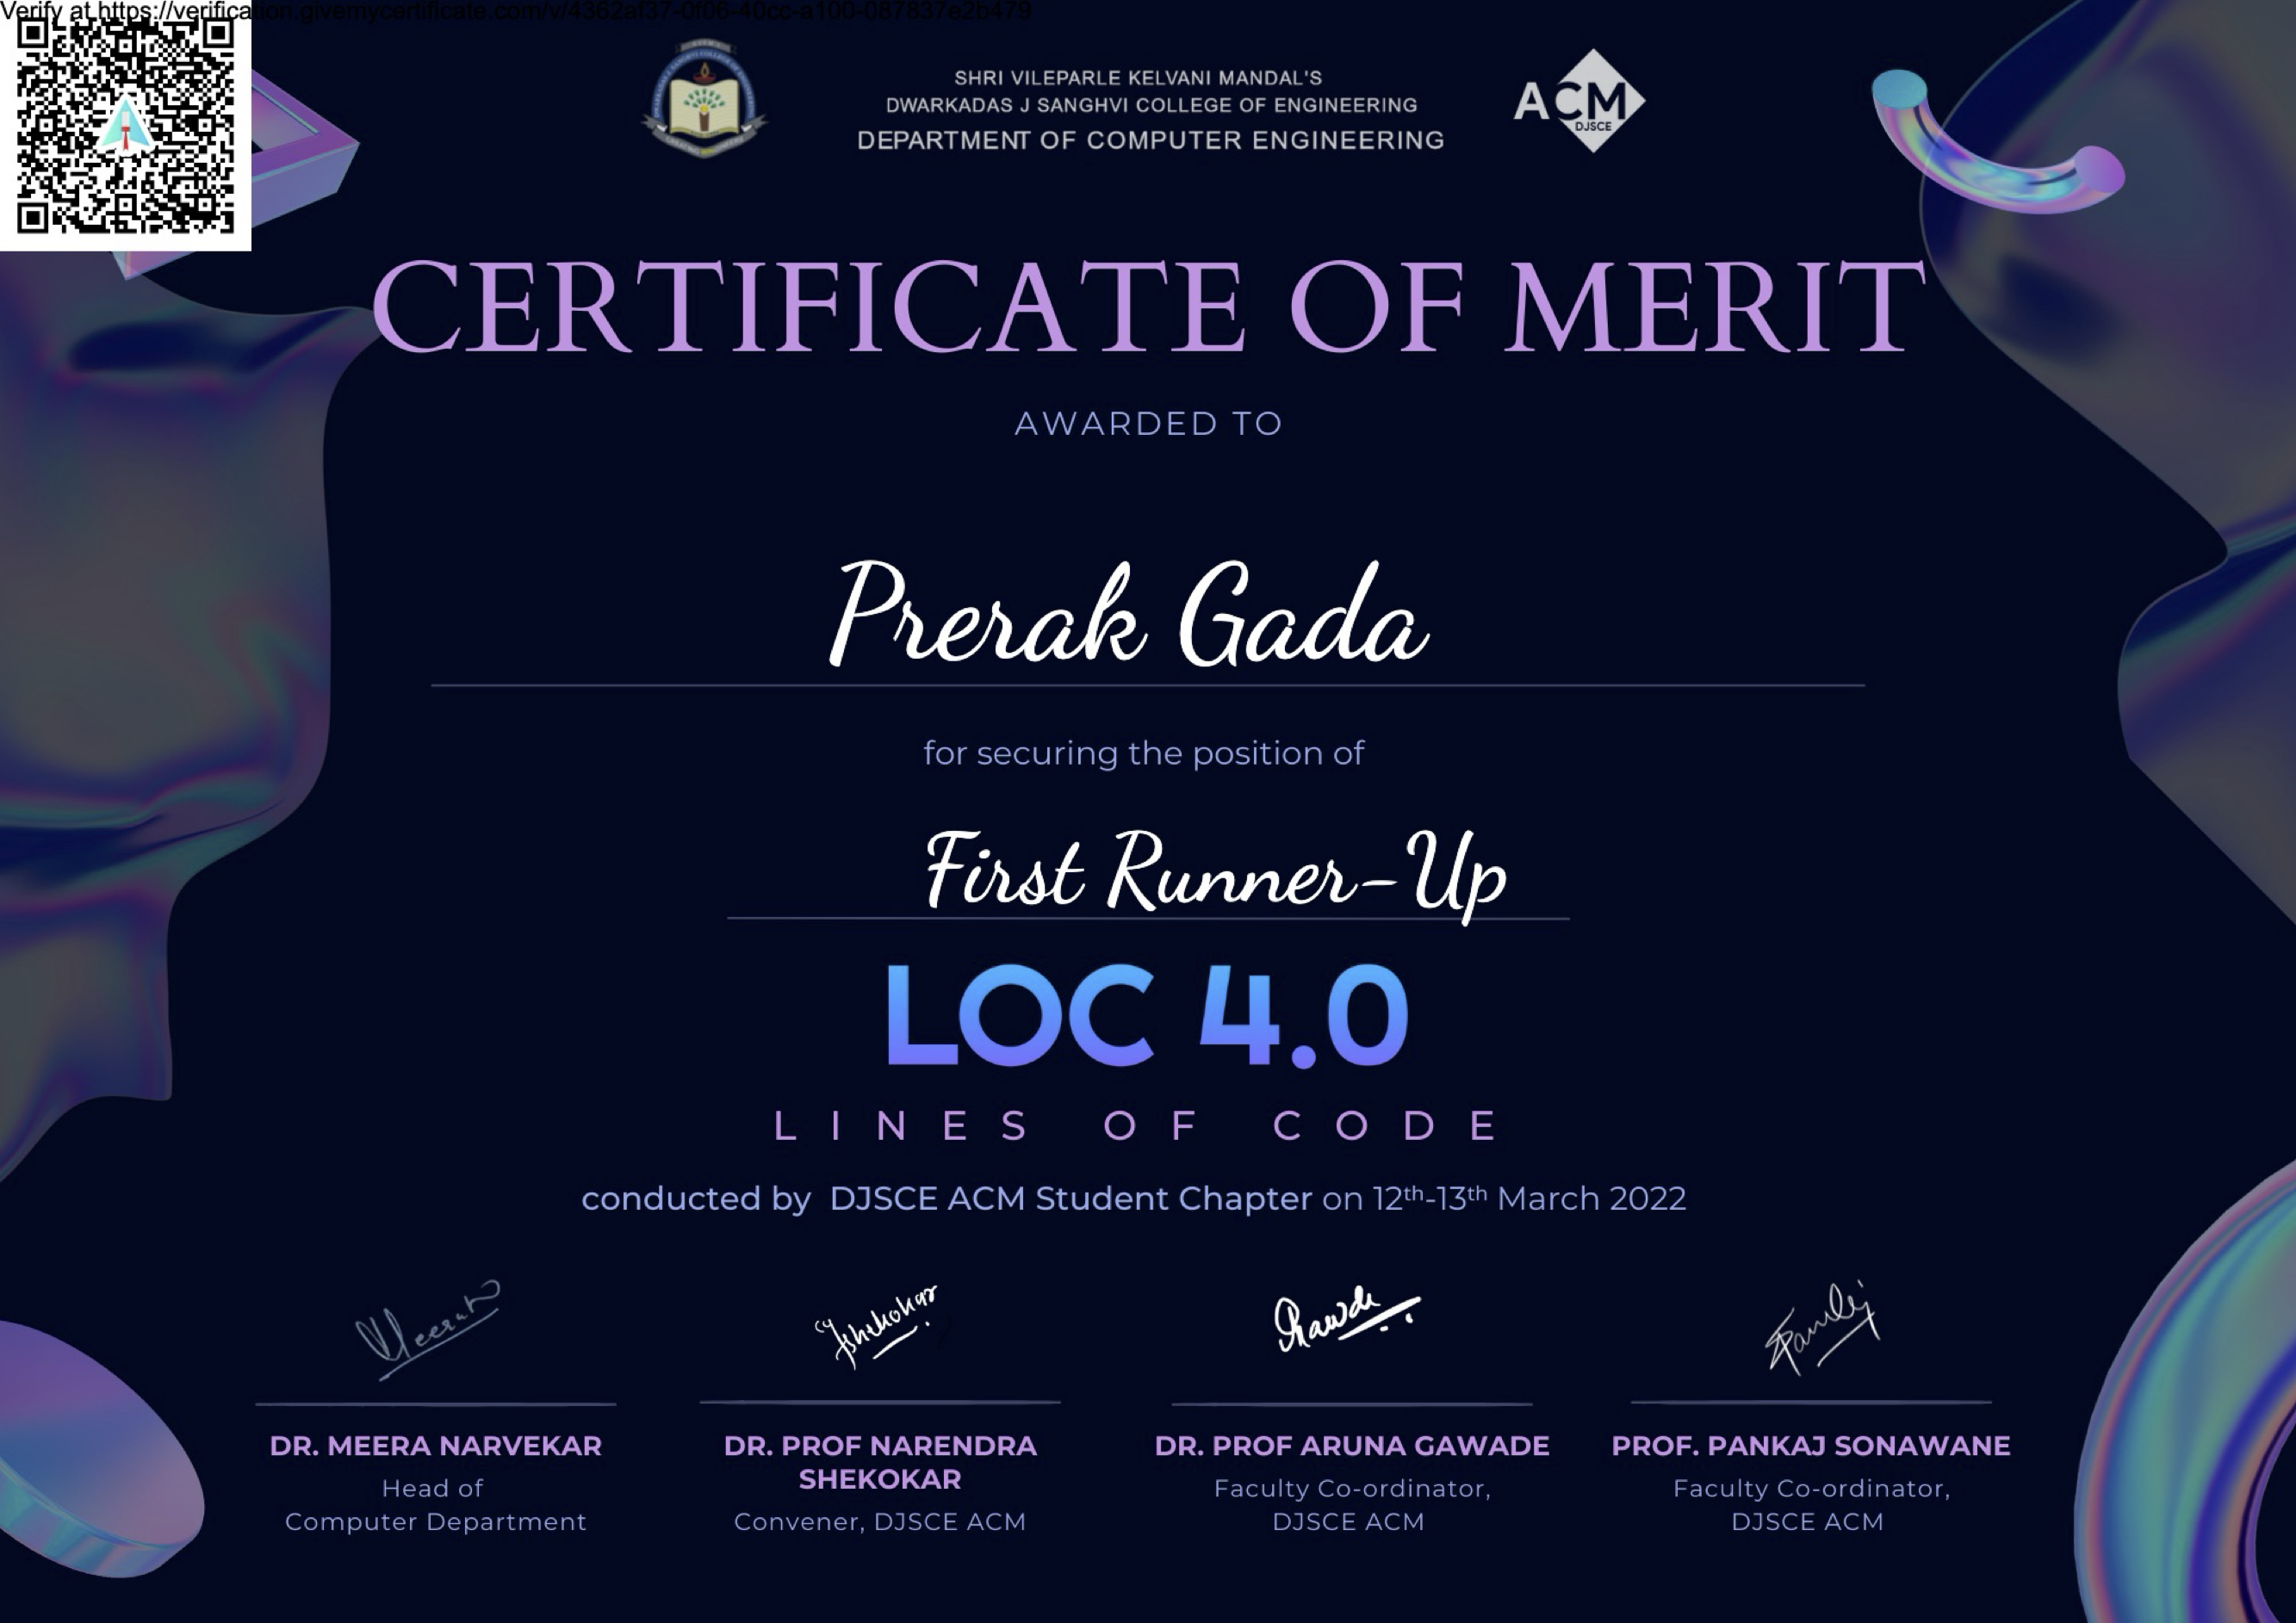 Verify at https://verification.givemycertificate.com/v/4362af37-0f06-40cc-a100-087837e2b479
SHRI VILEPARLE KELVANI MANDAL'S
DWARKADAS J SANGHVI COLLEGE OF ENGINEERING
DEPARTMENT OF COMPUTER ENGINEERING
ACM
DJSCE
CERTIFICATE OF MERIT
AWARDED TO
Prerak Gada
for securing the position of
First Runner-Up
LOC 4.0
LINES OF CODE
conducted by DJSCE ACM Student Chapter on 12th-13th March 2022
DR. MEERA NARVEKAR
Head of
Computer Department
DR. PROF NARENDRA
SHEKOKAR
Convener, DJSCE ACM
DR. PROF ARUNA GAWADE
Faculty Co-ordinator,
DJSCE ACM
PROF. PANKAJ SONAWANE
Faculty Co-ordinator,
DJSCE ACM